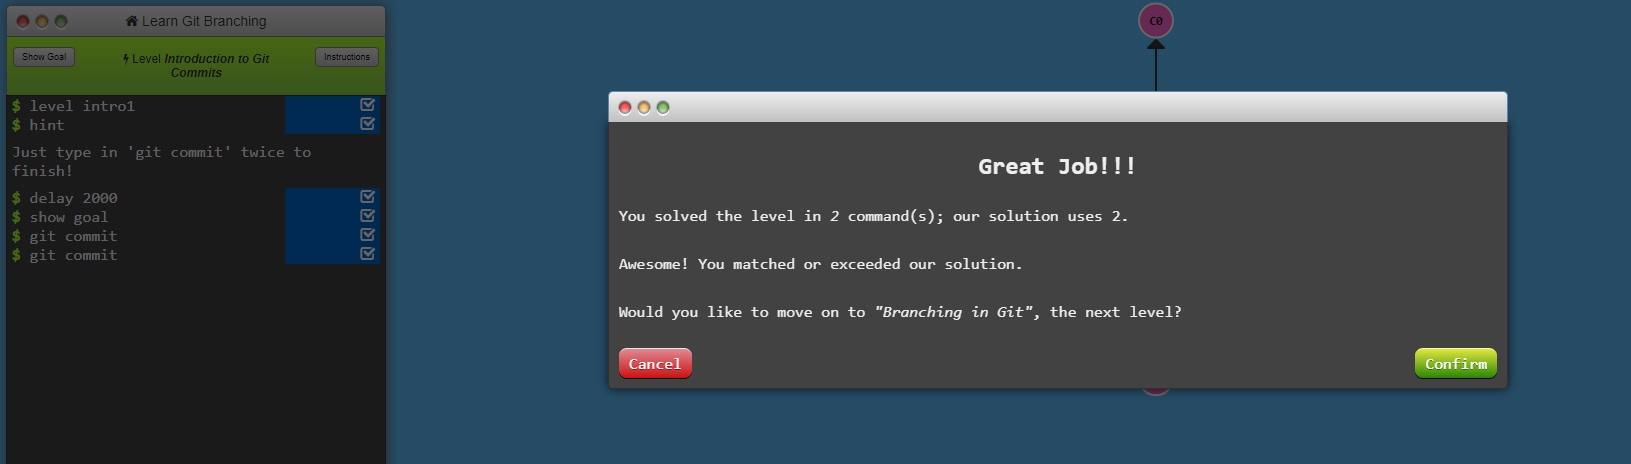 Learn Git Branching
Show Goal
Level Introduction to Git
Commits
Instructions
$ level intro1
$ hint
Just type in 'git commit' twice to
finish!
$ delay 2000
$ show goal
$ git commit
$ git commit
C0
Great Job!!!
You solved the level in 2 command(s); our solution uses 2.
Awesome! You matched or exceeded our solution.
Would you like to move on to "Branching in Git", the next level?
Cancel
Confirm